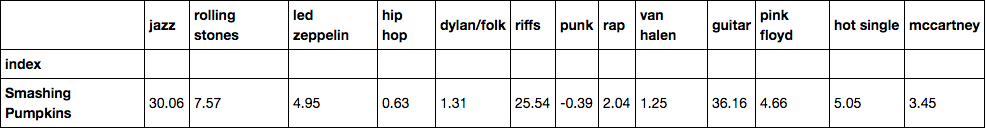 jazz rolling stones led zeppelin hip hop dylan/folk riffs punk rap van halen guitar pink floyd hot single mccartney
index
Smashing Pumpkins 30.06 7.57 4.95 0.63 1.31 25.54 -0.39 2.04 1.25 36.16 4.66 5.05 3.45